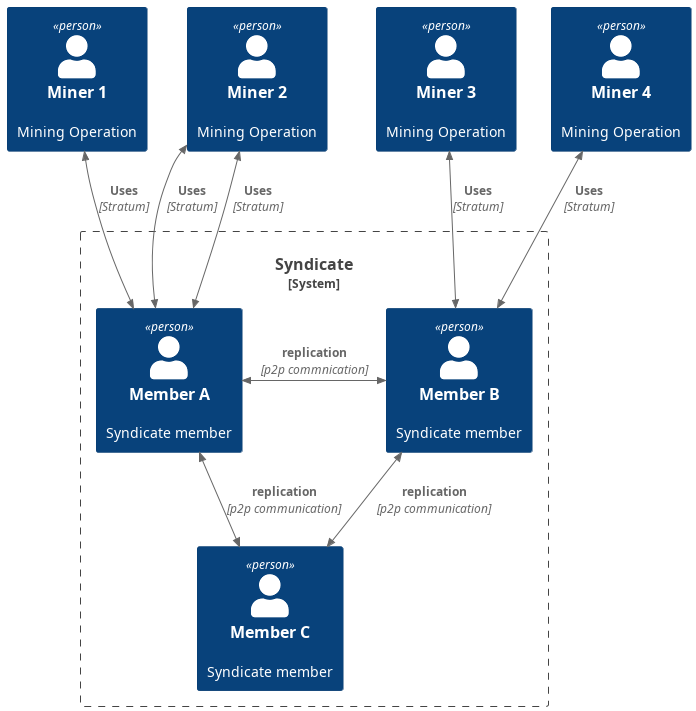 «person»
Miner 1
Mining Operation
«person»
Miner 2
Mining Operation
«person»
Miner 3
Mining Operation
«person»
Miner 4
Mining Operation
Uses
[Stratum]
Uses
[Stratum]
Uses
[Stratum]
Uses
[Stratum]
Uses
[Stratum]
Syndicate
[System]
«person»
Member A
Syndicate member
replication
[p2p commnication]
«person»
Member B
Syndicate member
replication
[p2p communication]
replication
[p2p communication]
«person»
Member C
Syndicate member